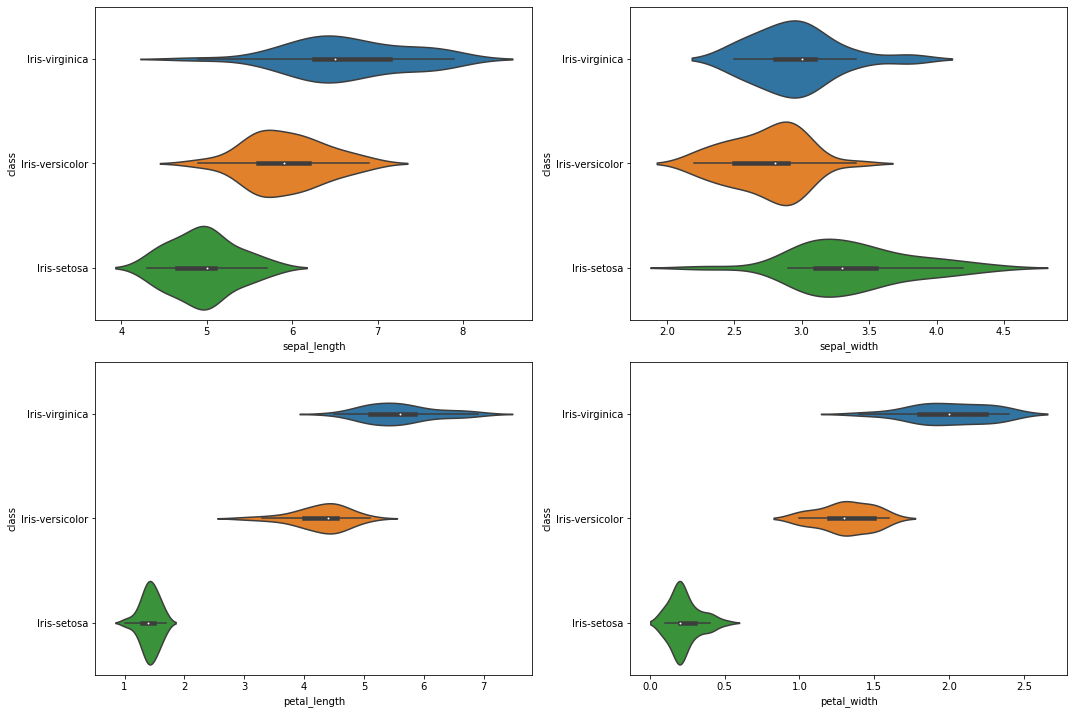 Iris-virginica
Iris-versicolor
Iris-setosa
class
4 5 6 7 8
sepal_length
Iris-virginica
Iris-versicolor
Iris-setosa
class
2.0 2.5 3.0 3.5 4.0 4.5
sepal_width
Iris-virginica
Iris-versicolor
Iris-setosa
class
1 2 3 4 5 6 7
petal_length
Iris-virginica
Iris-versicolor
Iris-setosa
class
0.0 0.5 1.0 1.5 2.0 2.5
petal_width